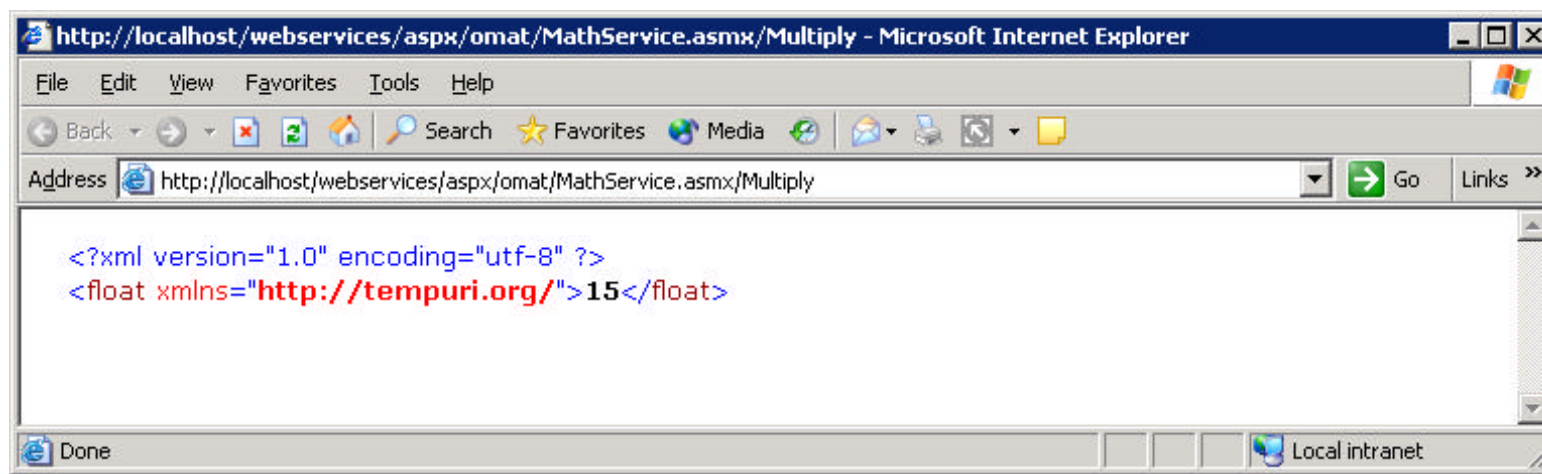 http://localhost/webservices/aspx/omat/MathService.asmx/Multiply - Microsoft Internet Explorer
File Edit View Favorites Tools Help
Back Search Favorites Media
Address http://localhost/webservices/aspx/omat/MathService.asmx/Multiply Go Links »
<?xml version="1.0" encoding="utf-8" ?>
<float xmlns="http://tempuri.org/">15</float>
Done Local intranet